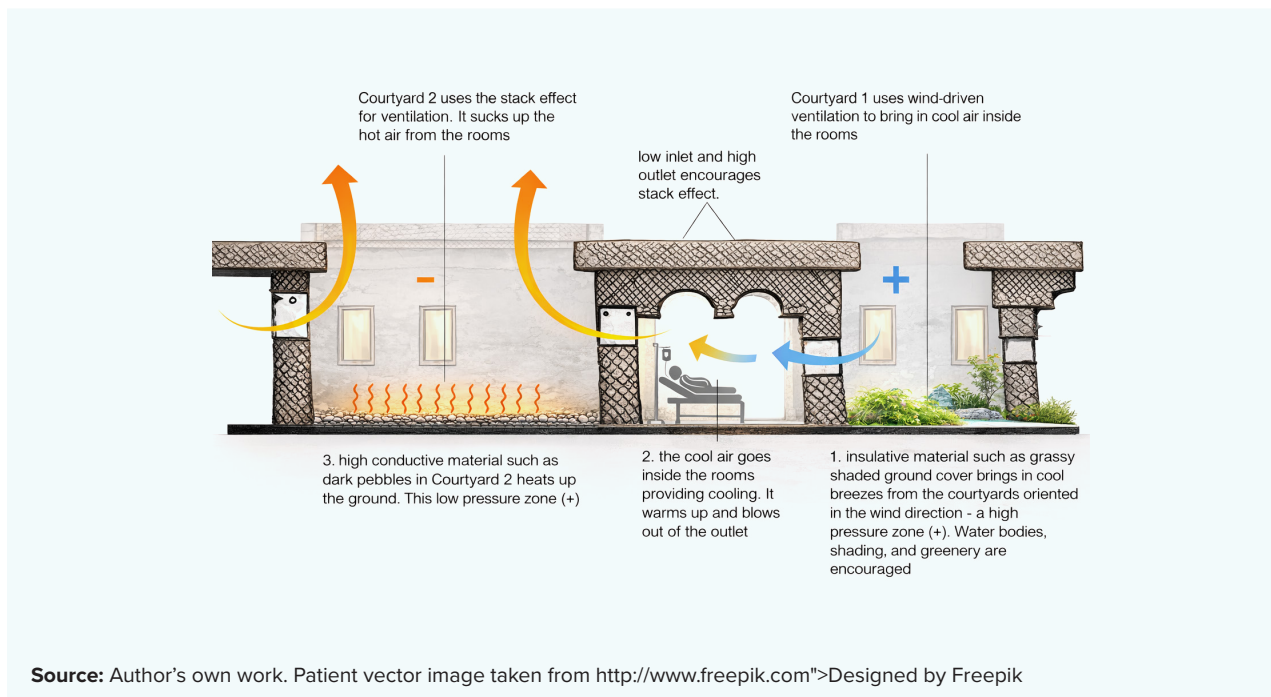 Courtyard 2 uses the stack effect
for ventilation. It sucks up the
hot air from the rooms
Courtyard 1 uses wind-driven
ventilation to bring in cool air inside
the rooms
low inlet and high
outlet encourages
stack effect.
-
+
3. high conductive material such as
dark pebbles in Courtyard 2 heats up
the ground. This low pressure zone (+)
2. the cool air goes
inside the rooms
providing cooling. It
warms up and blows
out of the outlet
1. insulative material such as grassy
shaded ground cover brings in cool
breezes from the courtyards oriented
in the wind direction - a high
pressure zone (+). Water bodies,
shading, and greenery are
encouraged
Source: Author's own work. Patient vector image taken from http://www.freepik.com">Designed by Freepik